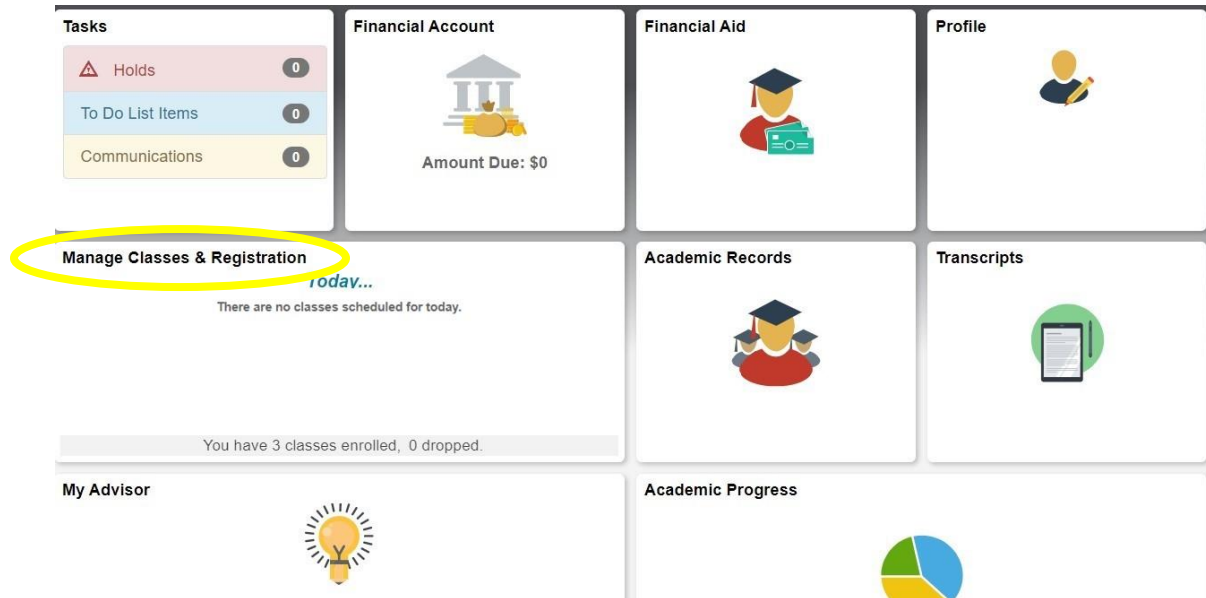 Tasks
Holds 0
To Do List Items 0
Communications 0
Financial Account
Amount Due: $0
Financial Aid
Profile
Manage Classes & Registration
Today...
There are no classes scheduled for today.
You have 3 classes enrolled, 0 dropped.
Academic Records
Transcripts
My Advisor
Academic Progress